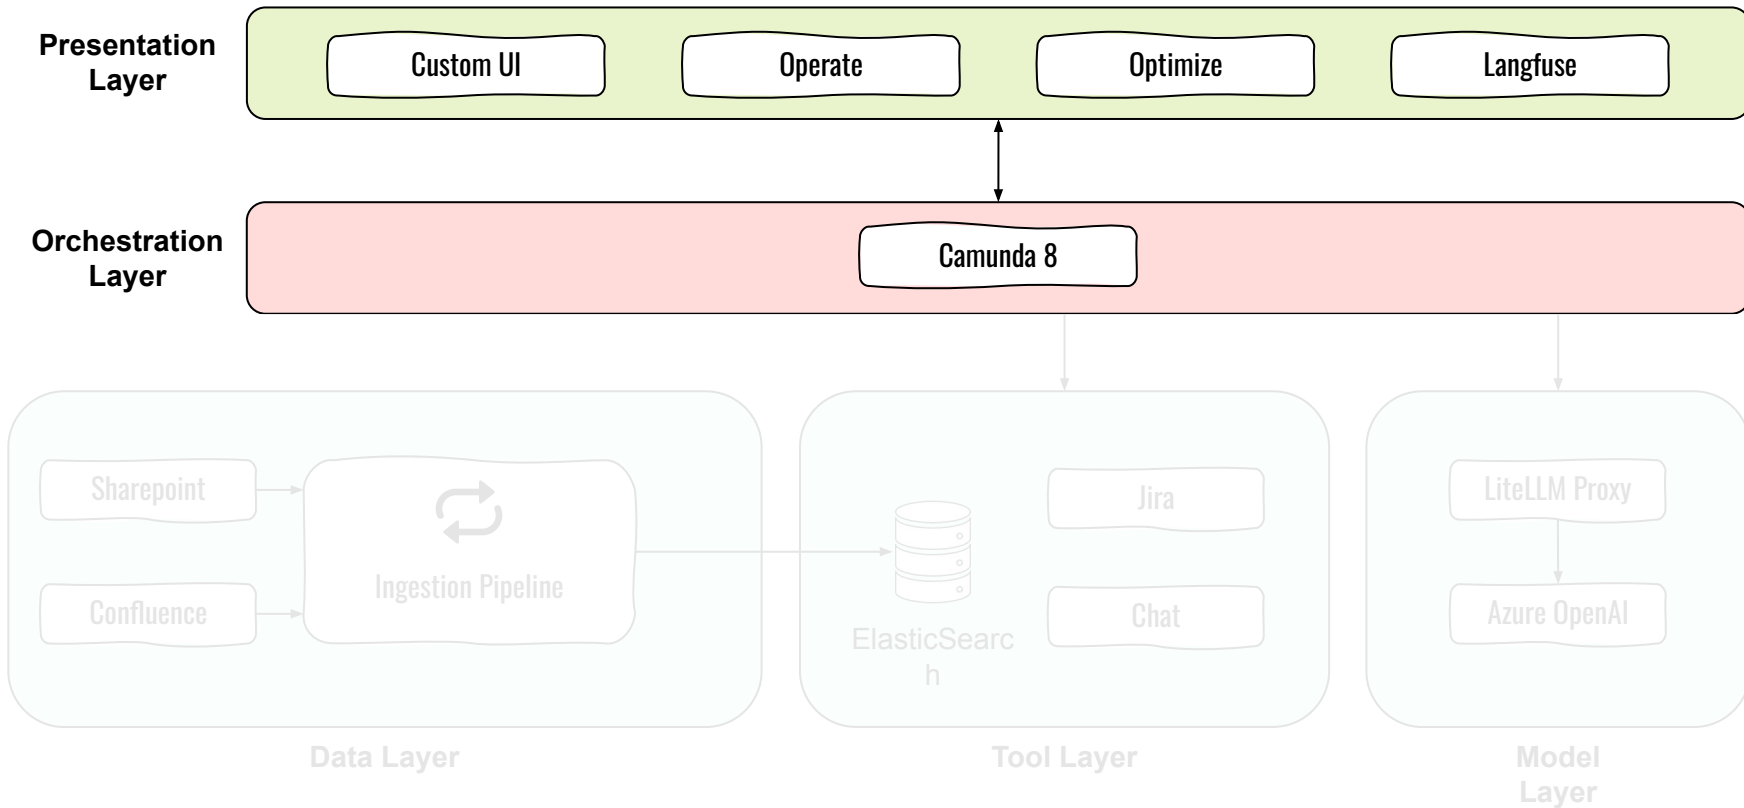 Presentation
Layer
Custom UI
Operate
Optimize
Langfuse
Orchestration
Layer
Camunda 8
Sharepoint
Confluence
Ingestion Pipeline
ElasticSearc
h
Jira
Chat
LiteLLM Proxy
Azure OpenAI
Data Layer
Tool Layer
Model
Layer